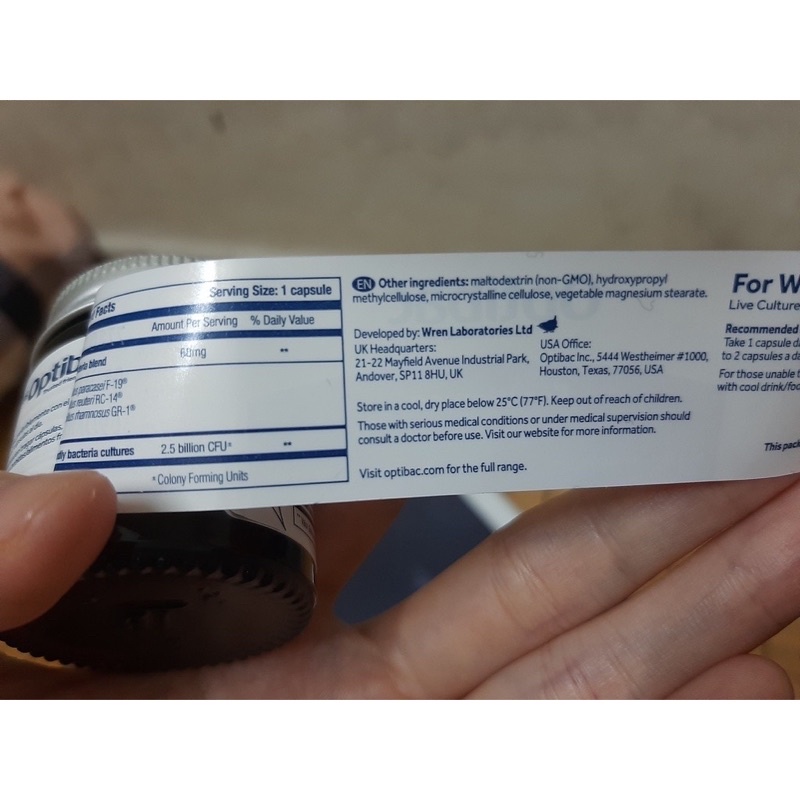 Facts
Serving Size: 1 capsule
Amount Per Serving % Daily Value
blend 68mg **
paracasei F-19®
reuteri RC-14®
rhamnosus GR-1®
bacteria cultures 2.5 billion CFU* **
*Colony Forming Units
EN Other ingredients: maltodextrin (non-GMO), hydroxypropyl
methylcellulose, microcrystalline cellulose, vegetable magnesium stearate.
Developed by: Wren Laboratories Ltd
UK Headquarters:
21-22 Mayfield Avenue Industrial Park,
Andover, SP11 8HU, UK
USA Office:
Optibac Inc., 5444 Westheimer #1000,
Houston, Texas, 77056, USA
Store in a cool, dry place below 25°C (77°F). Keep out of reach of children.
Those with serious medical conditions or under medical supervision should
consult a doctor before use. Visit our website for more information.
Visit optibac.com for the full range.
For W
Live Culture
Recommended
Take 1 capsule da
to 2 capsules a da
For those unable t
with cool drink/foo
This pack
Optib